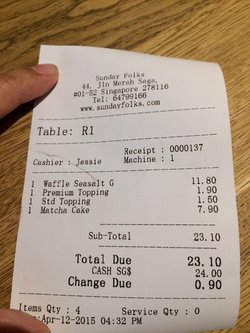 Sunday Folks
44, Jln Merah Saga,
#01-52 Singapore 278116
Tel: 64799166
www.sundayfolks.com
Table: R1
Receipt : 0000137
Cashier : Jessie Machine : 1
1 Waffle Seasalt G 11.80
1 Premium Topping 1.90
1 Std Topping 1.50
1 Matcha Cake 7.90
Sub-Total 23.10
Total Due 23.10
CASH SG$ 24.00
Change Due 0.90
Items Qty : 4 Service Qty : 0
Apr-12-2015 04:32 PM